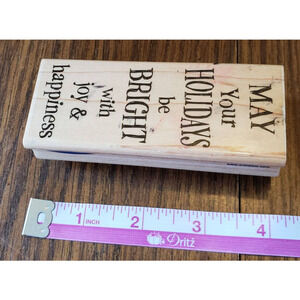 MAY
Your
HOLIDAYS
be
BRIGHT
with
joy &
happiness
1 INCH 2 3 4
Dritz